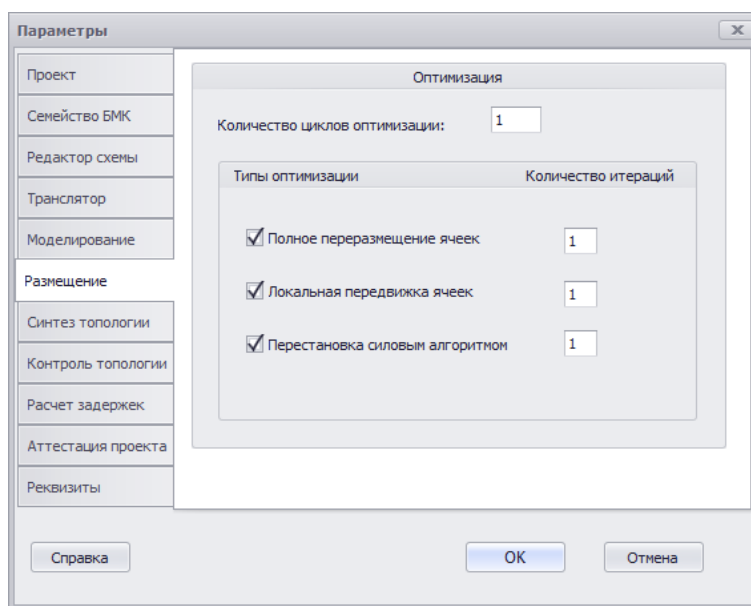 Параметры
Проект
Семейство БМК
Редактор схемы
Транслятор
Моделирование
Размещение
Синтез топологии
Контроль топологии
Расчет задержек
Аттестация проекта
Реквизиты
Оптимизация
Количество циклов оптимизации: 1
Типы оптимизации Количество итераций
Полное переразмещение ячеек 1
Локальная передвижка ячеек 1
Перестановка силовым алгоритмом 1
Справка ОК Отмена